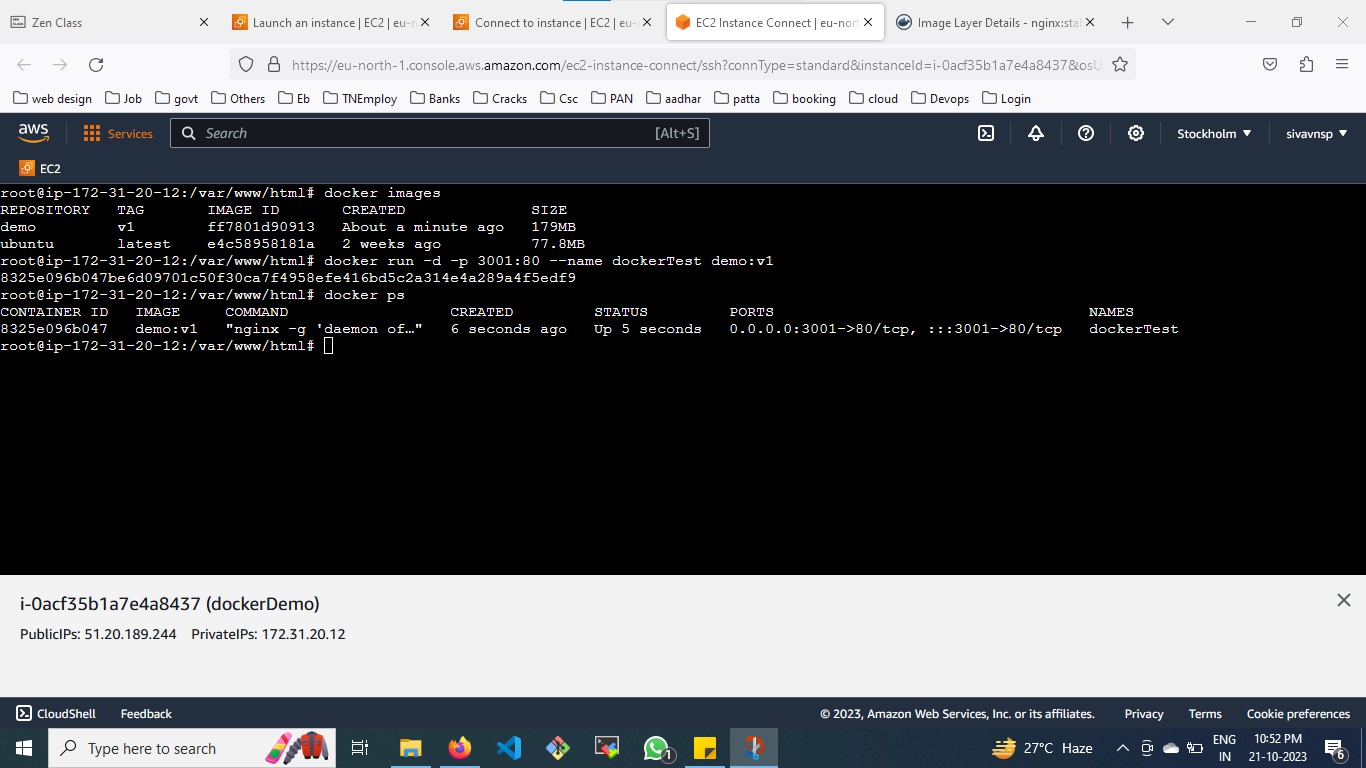 Zen Class
Launch an instance | EC2 | eu-n
Connect to instance | EC2 | eu-
EC2 Instance Connect | eu-nort
Image Layer Details - nginx:stab
https://eu-north-1.console.aws.amazon.com/ec2-instance-connect/ssh?connType=standard&instanceId=i-0acf35b1a7e4a8437&osU
web design Job govt Others Eb TNEmploy Banks Cracks Csc PAN aadhar patta booking cloud Devops Login
aws Services Search [Alt+S] Stockholm ▼ sivavnsp ▼
EC2
root@ip-172-31-20-12:/var/www/html# docker images
REPOSITORY TAG IMAGE ID CREATED SIZE
demo v1 ff7801d90913 About a minute ago 179MB
ubuntu latest e4c58958181a 2 weeks ago 77.8MB
root@ip-172-31-20-12:/var/www/html# docker run -d -p 3001:80 --name dockerTest demo:v1
8325e096b047be6d09701c50f30ca7f4958efe416bd5c2a314e4a289a4f5edf9
root@ip-172-31-20-12:/var/www/html# docker ps
CONTAINER ID IMAGE COMMAND CREATED STATUS PORTS NAMES
8325e096b047 demo:v1 "nginx -g 'daemon of…" 6 seconds ago Up 5 seconds 0.0.0.0:3001->80/tcp, :::3001->80/tcp dockerTest
root@ip-172-31-20-12:/var/www/html#
i-0acf35b1a7e4a8437 (dockerDemo)
PublicIPs: 51.20.189.244 PrivateIPs: 172.31.20.12
CloudShell Feedback © 2023, Amazon Web Services, Inc. or its affiliates. Privacy Terms Cookie preferences
Type here to search 1 27°C Haze ENG 10:52 PM 6
IN 21-10-2023